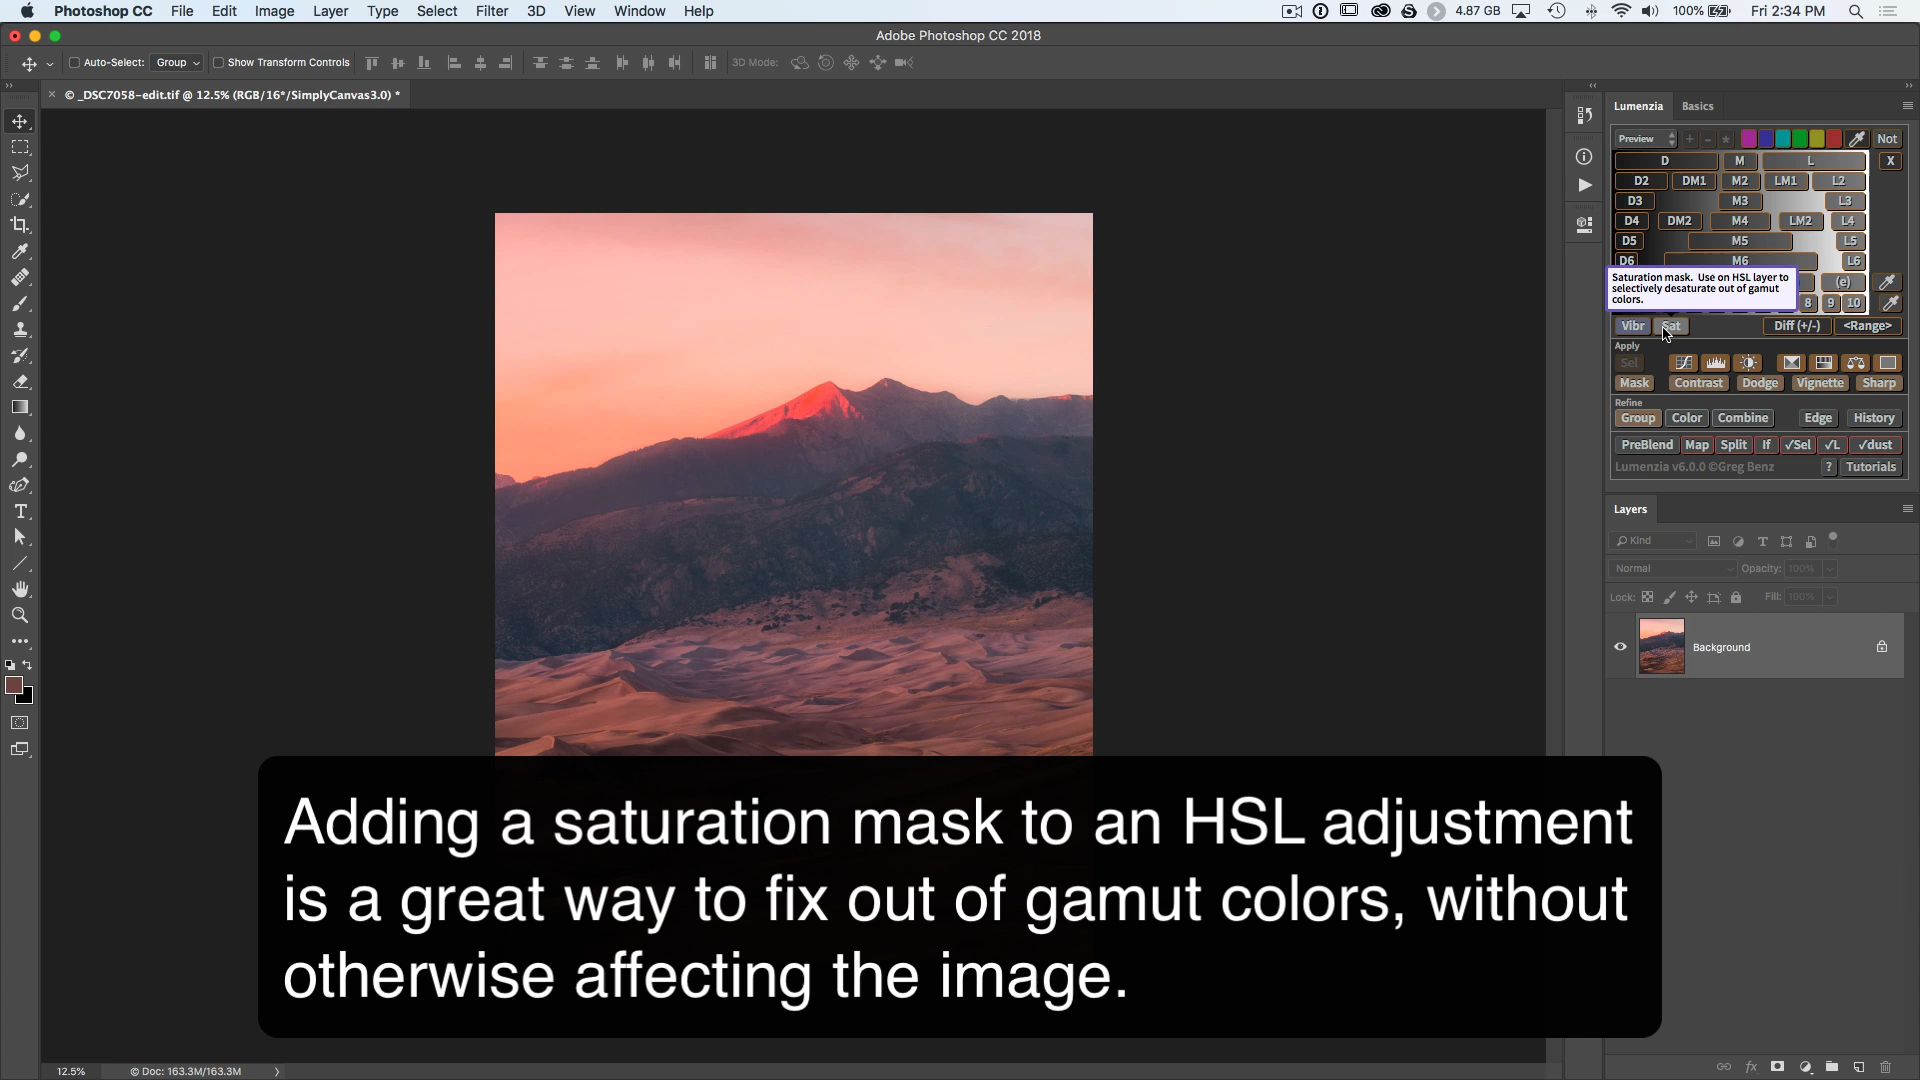 Photoshop CC File Edit Image Layer Type Select Filter 3D View Window Help 4.87 GB 100% Fri 2:34 PM
Adobe Photoshop CC 2018
Auto-Select: Group Show Transform Controls 3D Mode:
× © _DSC7058-edit.tif @ 12.5% (RGB/16*/SimplyCanvas3.0) *
Lumenzia Basics
Preview + - * Not
D M L X
D2 DM1 M2 LM1 L2
D3 M3 L3
D4 DM2 M4 LM2 L4
D5 M5 L5
D6 M6 L6
Saturation mask. Use on HSL layer to
selectively desaturate out of gamut
colors.
(e)
8 9 10
Vibr Sat Diff (+/-) <Range>
Apply
Sel
Mask Contrast Dodge Vignette Sharp
Refine
Group Color Combine Edge History
PreBlend Map Split If √Sel √L √dust
Lumenzia v6.0.0 ©Greg Benz ? Tutorials
Layers
Kind
Normal Opacity: 100%
Lock: Fill: 100%
Background
Adding a saturation mask to an HSL adjustment
is a great way to fix out of gamut colors, without
otherwise affecting the image.
12.5% © Doc: 163.3M/163.3M
fx